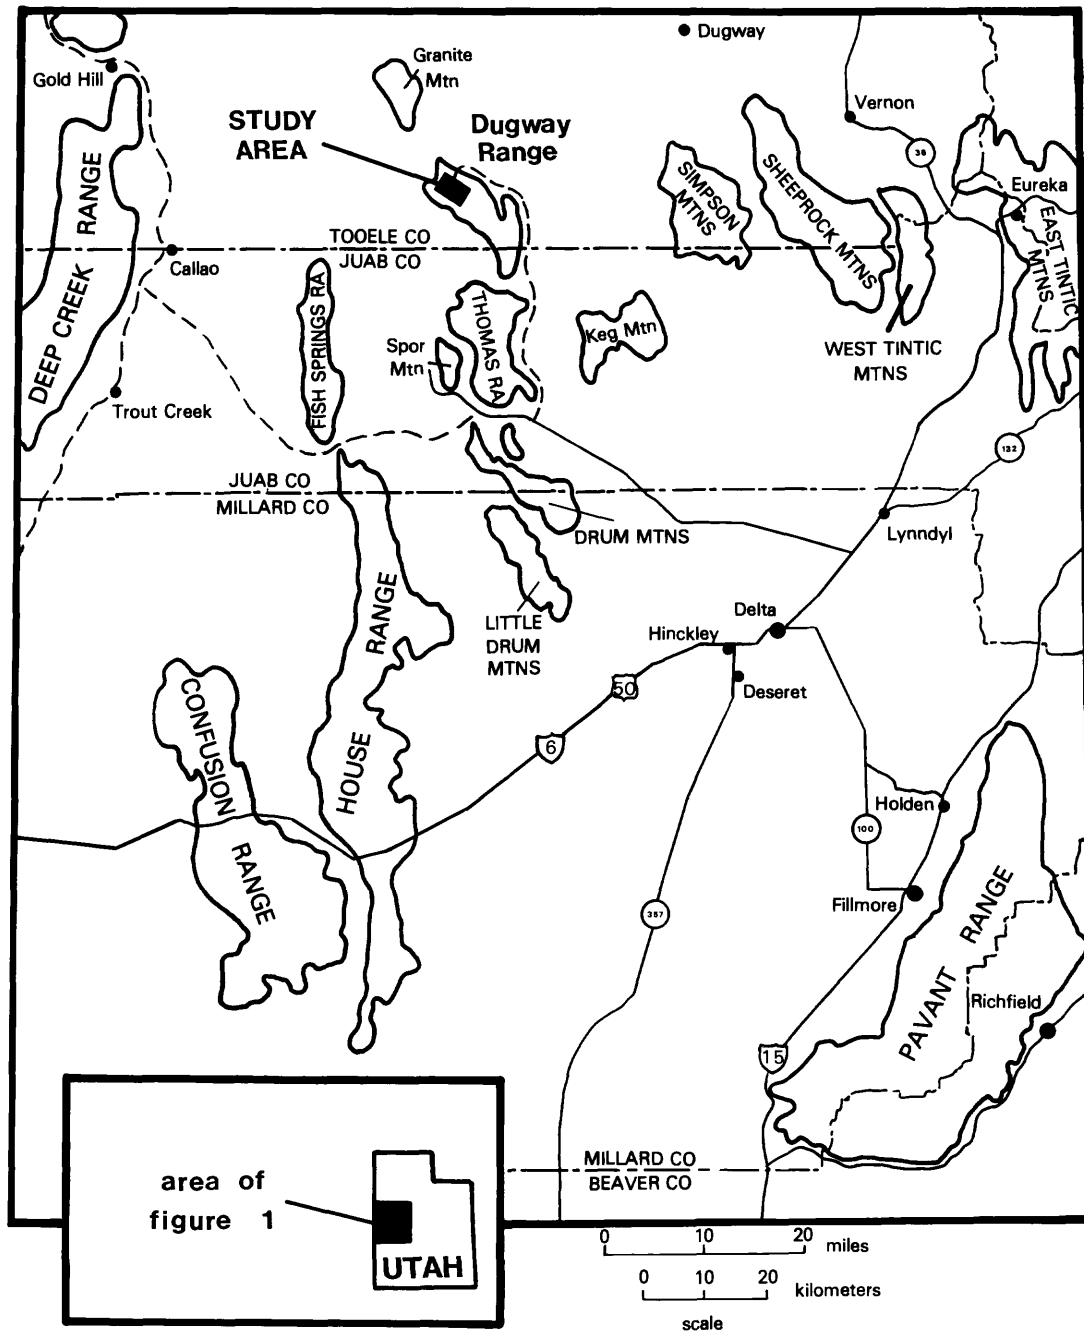 Dugway
Granite
Mtn
Gold Hill
Vernon
STUDY
AREA
Dugway
Range
36
SIMPSON
MTNS
SHEEPROCK MTNS
Eureka
EAST TINTIC
MTNS
RANGE
DEEP CREEK
TOOELE CO
JUAB CO
Callao
FISH SPRINGS RA
THOMAS RA
Spor
Mtn
Keg Mtn
WEST TINTIC
MTNS
Trout Creek
132
JUAB CO
MILLARD CO
DRUM MTNS
Lynndyl
LITTLE
DRUM
MTNS
Delta
Hinckley
Deseret
50
6
HOUSE
RANGE
CONFUSION
RANGE
Holden
100
Fillmore
357
PAVANT
RANGE
Richfield
15
MILLARD CO
BEAVER CO
area of
figure 1
UTAH
0 10 20 miles
0 10 20 kilometers
scale